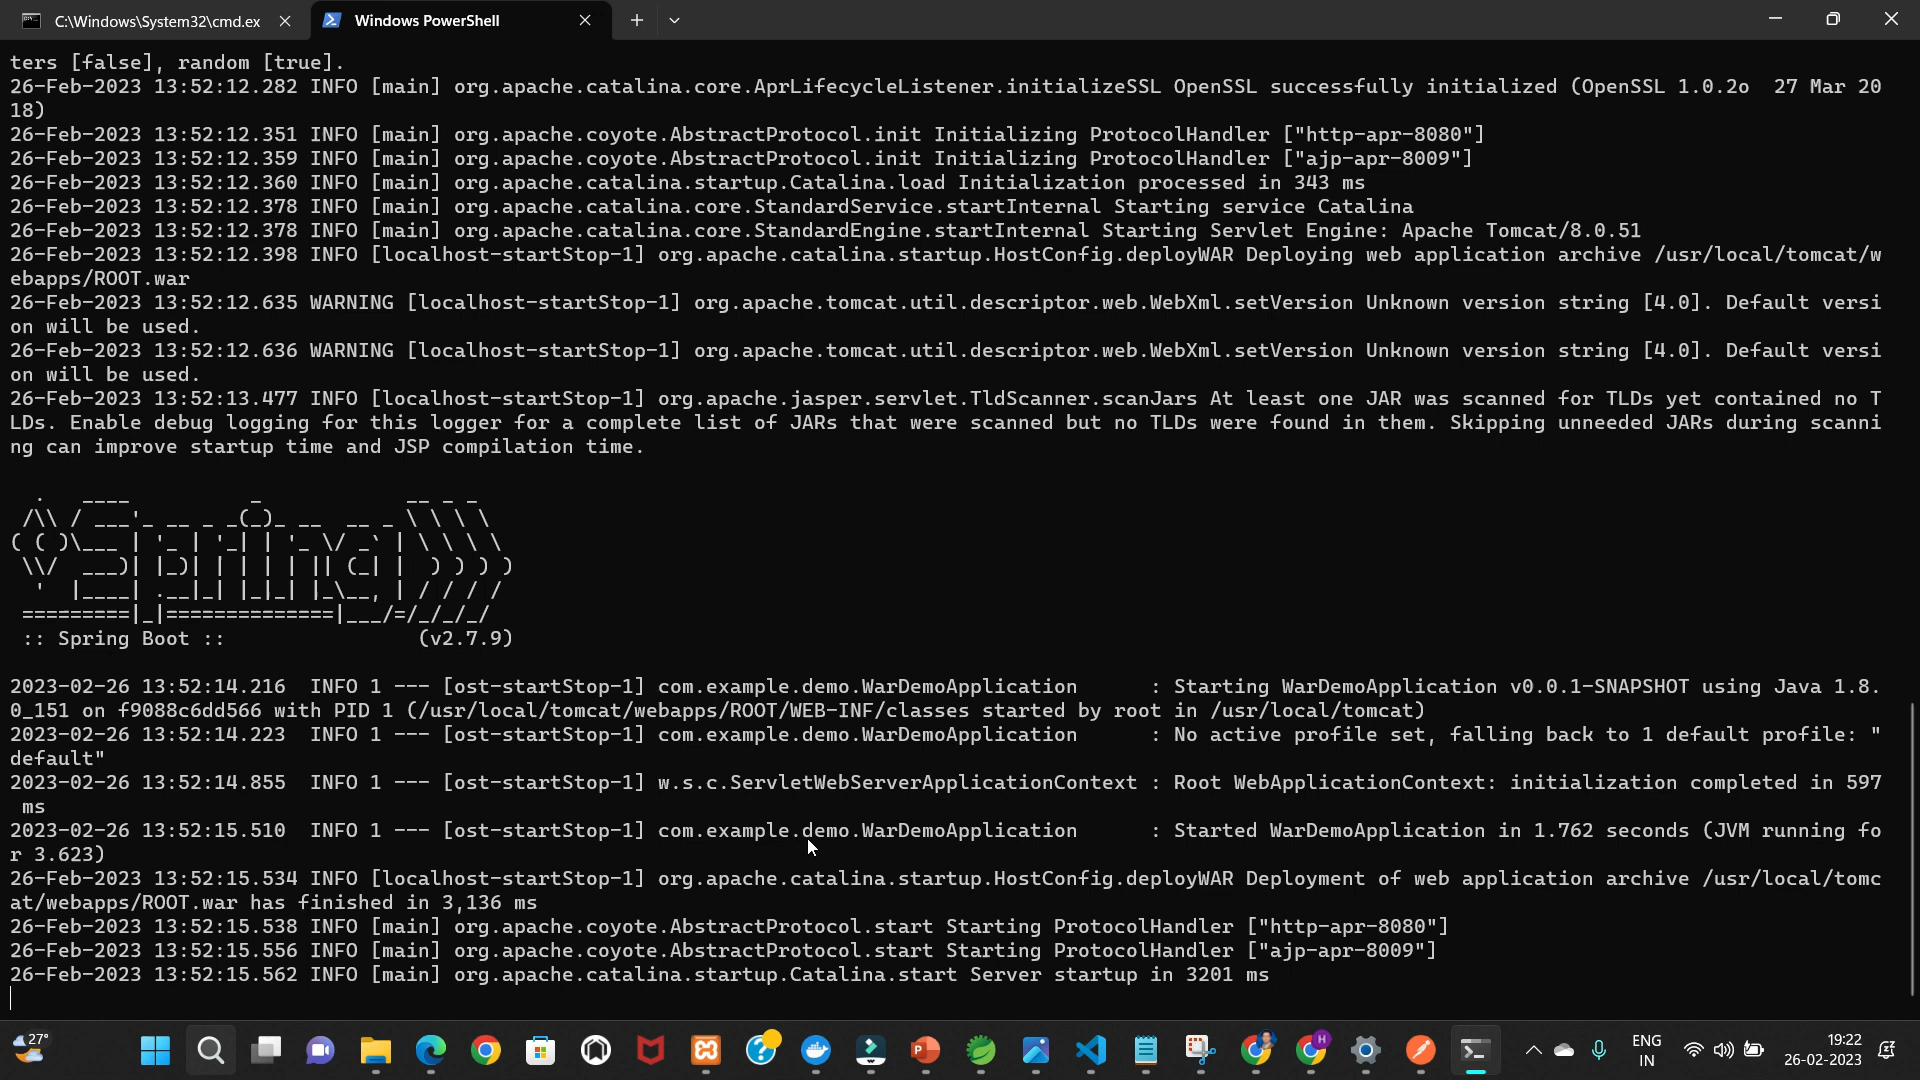 C:\Windows\System32\cmd.ex
Windows PowerShell
ters [false], random [true].
26-Feb-2023 13:52:12.282 INFO [main] org.apache.catalina.core.AprLifecycleListener.initializeSSL OpenSSL successfully initialized (OpenSSL 1.0.2o  27 Mar 20
18)
26-Feb-2023 13:52:12.351 INFO [main] org.apache.coyote.AbstractProtocol.init Initializing ProtocolHandler ["http-apr-8080"]
26-Feb-2023 13:52:12.359 INFO [main] org.apache.coyote.AbstractProtocol.init Initializing ProtocolHandler ["ajp-apr-8009"]
26-Feb-2023 13:52:12.360 INFO [main] org.apache.catalina.startup.Catalina.load Initialization processed in 343 ms
26-Feb-2023 13:52:12.378 INFO [main] org.apache.catalina.core.StandardService.startInternal Starting service Catalina
26-Feb-2023 13:52:12.378 INFO [main] org.apache.catalina.core.StandardEngine.startInternal Starting Servlet Engine: Apache Tomcat/8.0.51
26-Feb-2023 13:52:12.398 INFO [localhost-startStop-1] org.apache.catalina.startup.HostConfig.deployWAR Deploying web application archive /usr/local/tomcat/w
ebapps/ROOT.war
26-Feb-2023 13:52:12.635 WARNING [localhost-startStop-1] org.apache.tomcat.util.descriptor.web.WebXml.setVersion Unknown version string [4.0]. Default versi
on will be used.
26-Feb-2023 13:52:12.636 WARNING [localhost-startStop-1] org.apache.tomcat.util.descriptor.web.WebXml.setVersion Unknown version string [4.0]. Default versi
on will be used.
26-Feb-2023 13:52:13.477 INFO [localhost-startStop-1] org.apache.jasper.servlet.TldScanner.scanJars At least one JAR was scanned for TLDs yet contained no T
LDs. Enable debug logging for this logger for a complete list of JARs that were scanned but no TLDs were found in them. Skipping unneeded JARs during scanni
ng can improve startup time and JSP compilation time.
  .   ____          _            __ _ _
 /\\ / ___'_ __ _ _(_)_ __  __ _ \ \ \ \
( ( )\___ | '_ | '_| | '_ \/ _` | \ \ \ \
 \\/  ___)| |_)| | | | | || (_| |  ) ) ) )
  '  |____| .__|_| |_|_| |_\__, | / / / /
 =========|_|==============|___/=/_/_/_/
 :: Spring Boot ::                (v2.7.9)
2023-02-26 13:52:14.216  INFO 1 --- [ost-startStop-1] com.example.demo.WarDemoApplication      : Starting WarDemoApplication v0.0.1-SNAPSHOT using Java 1.8.
0_151 on f9088c6dd566 with PID 1 (/usr/local/tomcat/webapps/ROOT/WEB-INF/classes started by root in /usr/local/tomcat)
2023-02-26 13:52:14.223  INFO 1 --- [ost-startStop-1] com.example.demo.WarDemoApplication      : No active profile set, falling back to 1 default profile: "
default"
2023-02-26 13:52:14.855  INFO 1 --- [ost-startStop-1] w.s.c.ServletWebServerApplicationContext : Root WebApplicationContext: initialization completed in 597
 ms
2023-02-26 13:52:15.510  INFO 1 --- [ost-startStop-1] com.example.demo.WarDemoApplication      : Started WarDemoApplication in 1.762 seconds (JVM running fo
r 3.623)
26-Feb-2023 13:52:15.534 INFO [localhost-startStop-1] org.apache.catalina.startup.HostConfig.deployWAR Deployment of web application archive /usr/local/tomc
at/webapps/ROOT.war has finished in 3,136 ms
26-Feb-2023 13:52:15.538 INFO [main] org.apache.coyote.AbstractProtocol.start Starting ProtocolHandler ["http-apr-8080"]
26-Feb-2023 13:52:15.556 INFO [main] org.apache.coyote.AbstractProtocol.start Starting ProtocolHandler ["ajp-apr-8009"]
26-Feb-2023 13:52:15.562 INFO [main] org.apache.catalina.startup.Catalina.start Server startup in 3201 ms
27°
H
ENG
IN
19:22
26-02-2023